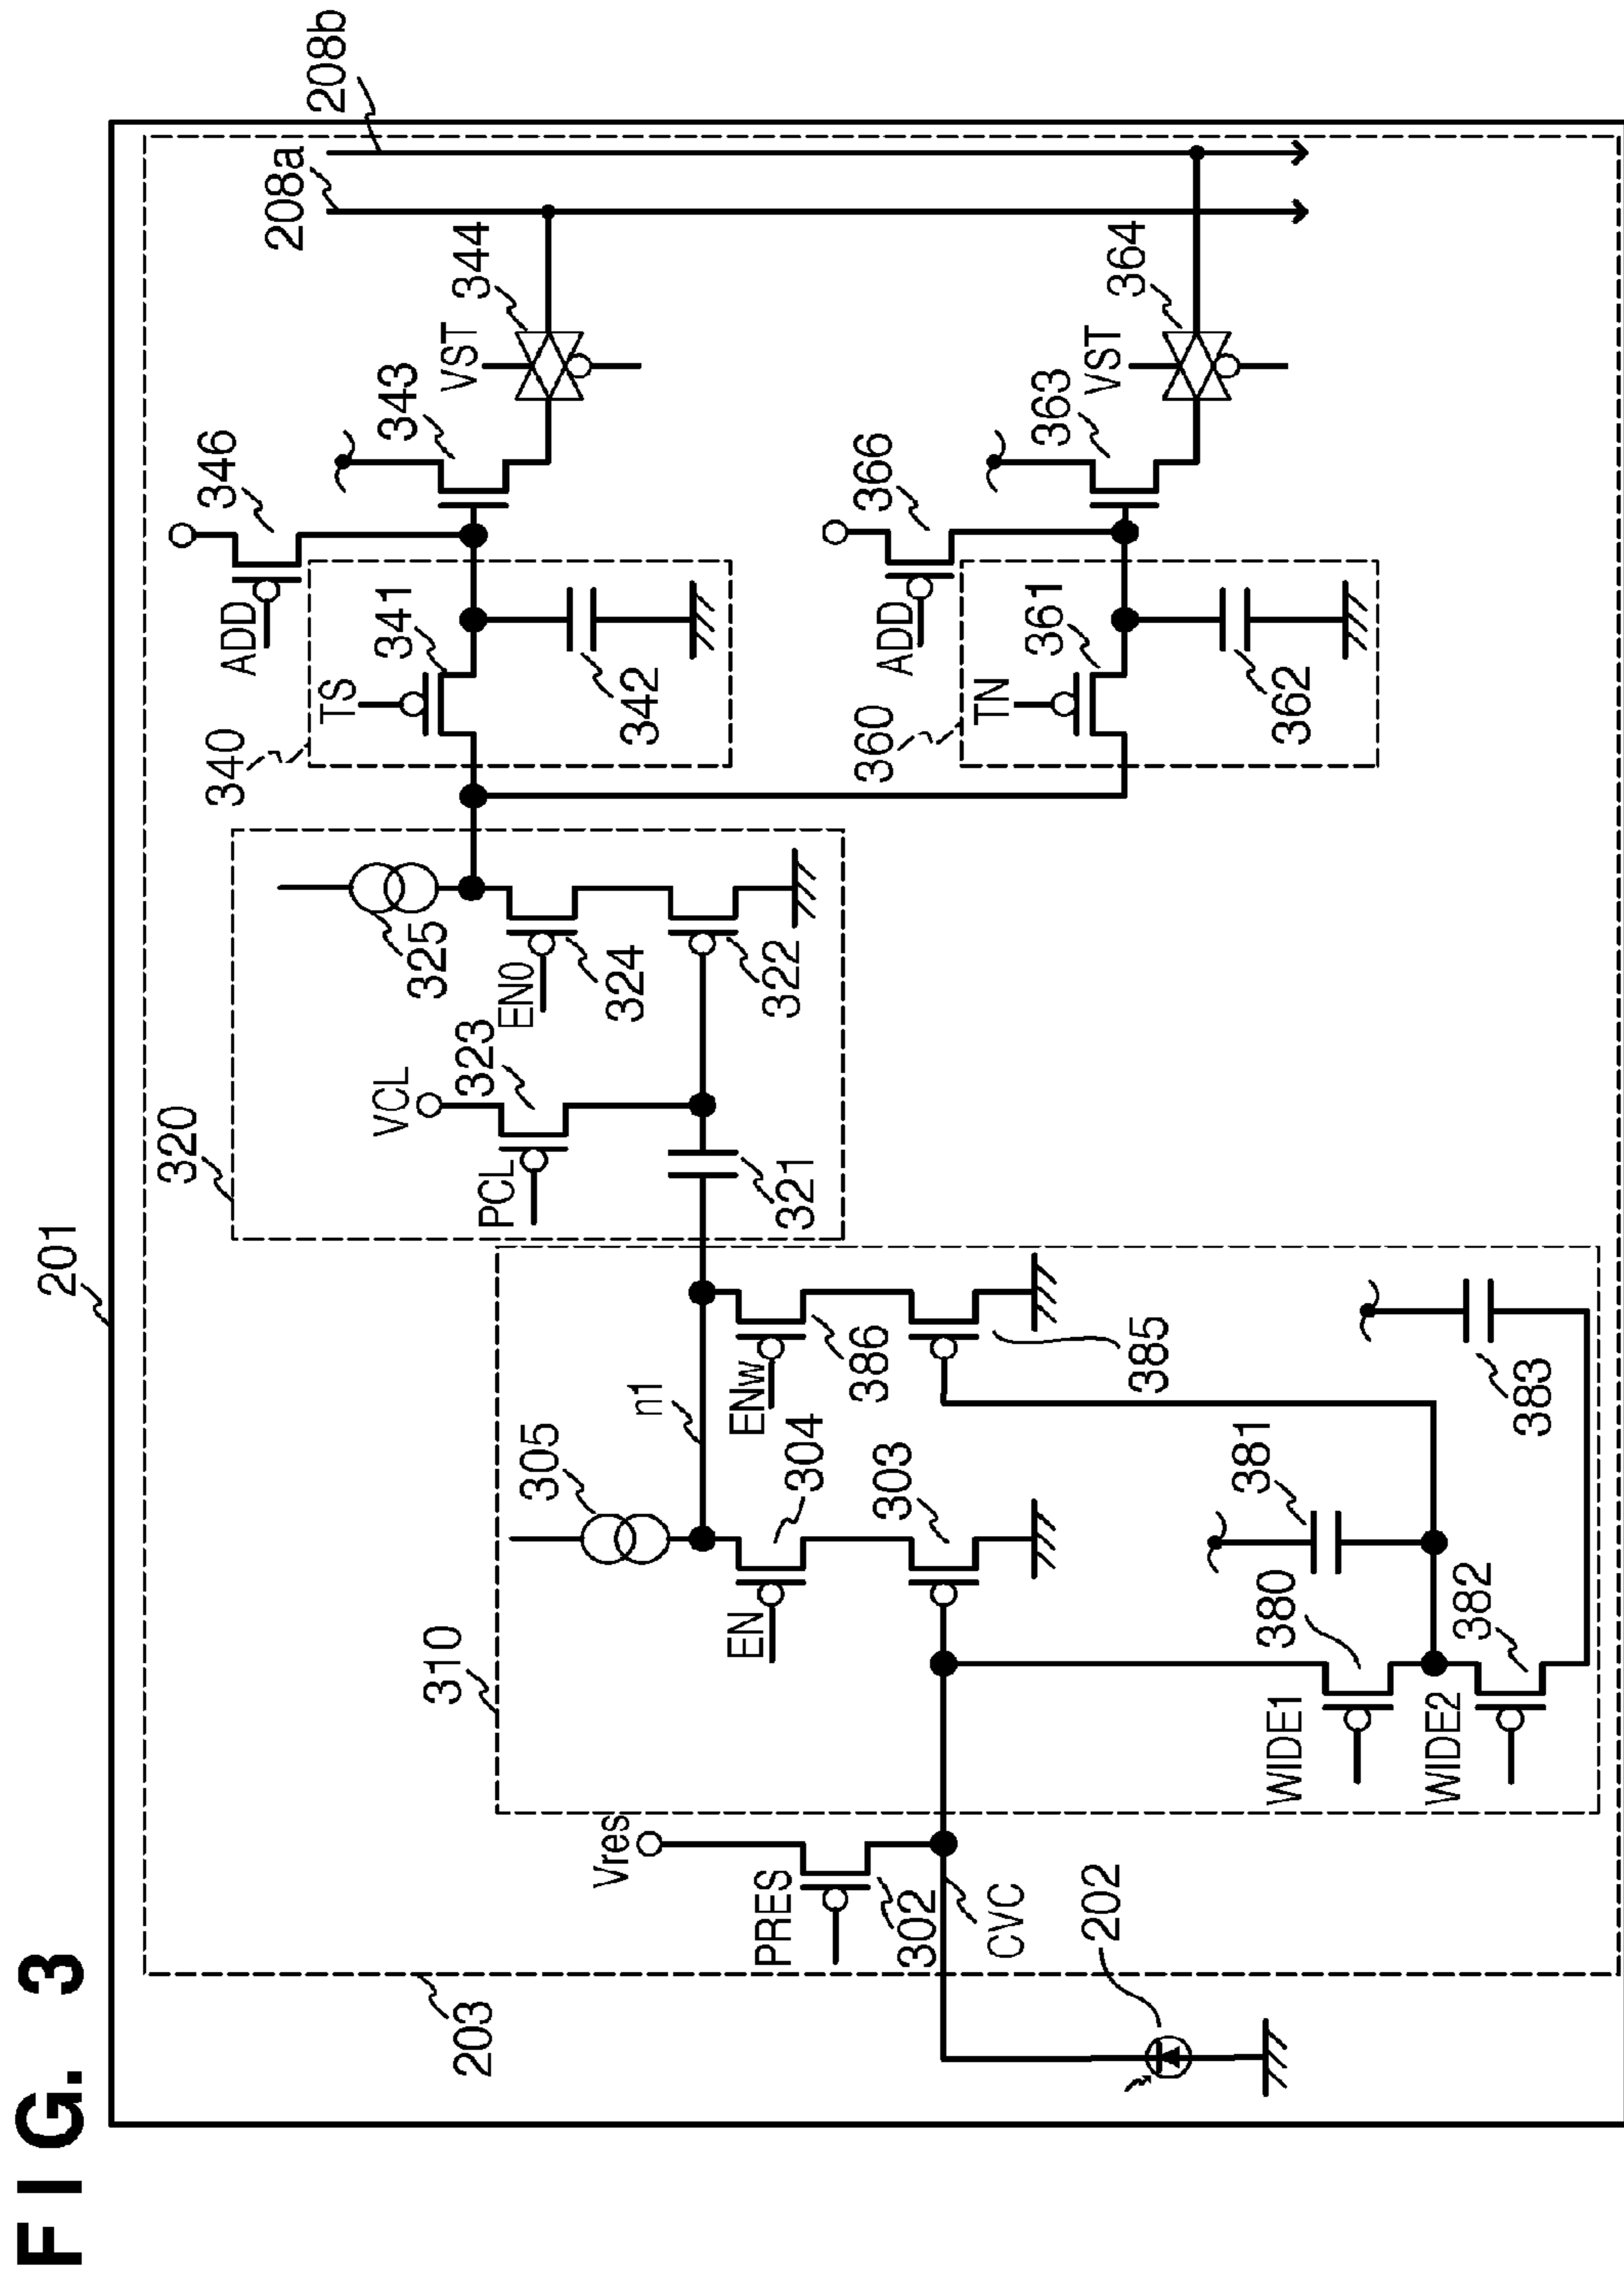 FIG. 3
201
203
202
PRES
Vres
302
CVC
310
305
n1
EN
304
303
ENw
386
385
WIDE1
380
381
WIDE2
382
383
320
VCL
PCL
323
321
325
EN0
324
322
340
TS
341
342
ADD
346
343
VST
344
208a
208b
360
TN
361
362
ADD
366
363
VST
364